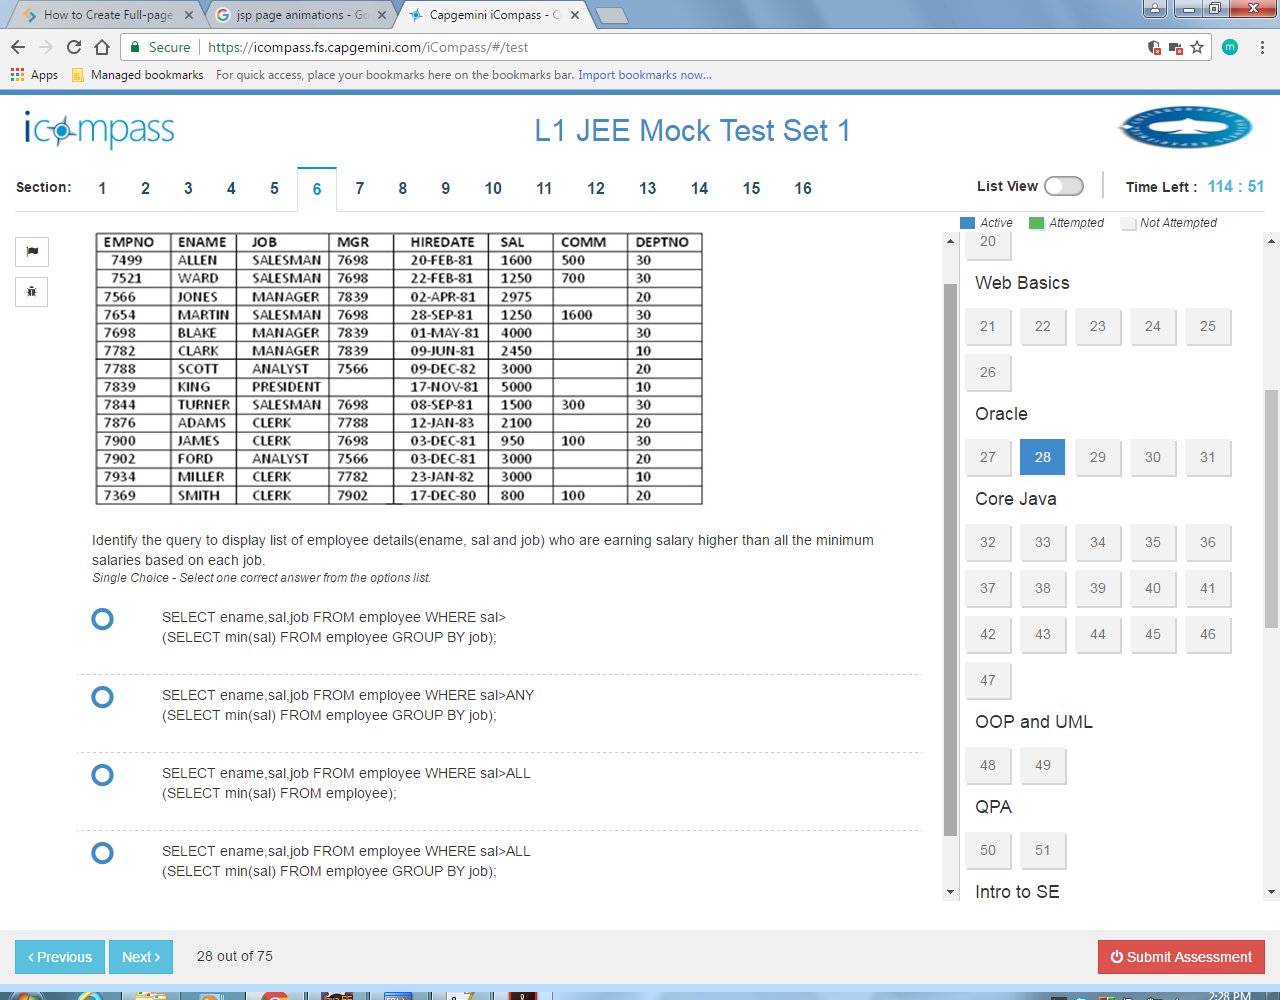 How to Create Full-page
jsp page animations - Go
Capgemini iCompass - C
Secure
https://icompass.fs.capgemini.com/iCompass/#/test
m
Apps
Managed bookmarks
For quick access, place your bookmarks here on the bookmarks bar. Import bookmarks now...
icompass
L1 JEE Mock Test Set 1
Section: 1 2 3 4 5 6 7 8 9 10 11 12 13 14 15 16
List View
Time Left : 114 : 51
Active Attempted Not Attempted
EMPNO ENAME JOB MGR HIREDATE SAL COMM DEPTNO
7499 ALLEN SALESMAN 7698 20-FEB-81 1600 500 30
7521 WARD SALESMAN 7698 22-FEB-81 1250 700 30
7566 JONES MANAGER 7839 02-APR-81 2975 20
7654 MARTIN SALESMAN 7698 28-SEP-81 1250 1600 30
7698 BLAKE MANAGER 7839 01-MAY-81 4000 30
7782 CLARK MANAGER 7839 09-JUN-81 2450 10
7788 SCOTT ANALYST 7566 09-DEC-82 3000 20
7839 KING PRESIDENT 17-NOV-81 5000 10
7844 TURNER SALESMAN 7698 08-SEP-81 1500 300 30
7876 ADAMS CLERK 7788 12-JAN-83 2100 20
7900 JAMES CLERK 7698 03-DEC-81 950 100 30
7902 FORD ANALYST 7566 03-DEC-81 3000 20
7934 MILLER CLERK 7782 23-JAN-82 3000 10
7369 SMITH CLERK 7902 17-DEC-80 800 100 20
Identify the query to display list of employee details(ename, sal and job) who are earning salary higher than all the minimum
salaries based on each job.
Single Choice - Select one correct answer from the options list.
SELECT ename,sal,job FROM employee WHERE sal>
(SELECT min(sal) FROM employee GROUP BY job);
SELECT ename,sal,job FROM employee WHERE sal>ANY
(SELECT min(sal) FROM employee GROUP BY job);
SELECT ename,sal,job FROM employee WHERE sal>ALL
(SELECT min(sal) FROM employee);
SELECT ename,sal,job FROM employee WHERE sal>ALL
(SELECT min(sal) FROM employee GROUP BY job);
20
Web Basics
21 22 23 24 25
26
Oracle
27 28 29 30 31
Core Java
32 33 34 35 36
37 38 39 40 41
42 43 44 45 46
47
OOP and UML
48 49
QPA
50 51
Intro to SE
Previous
Next
28 out of 75
Submit Assessment
2:28 PM